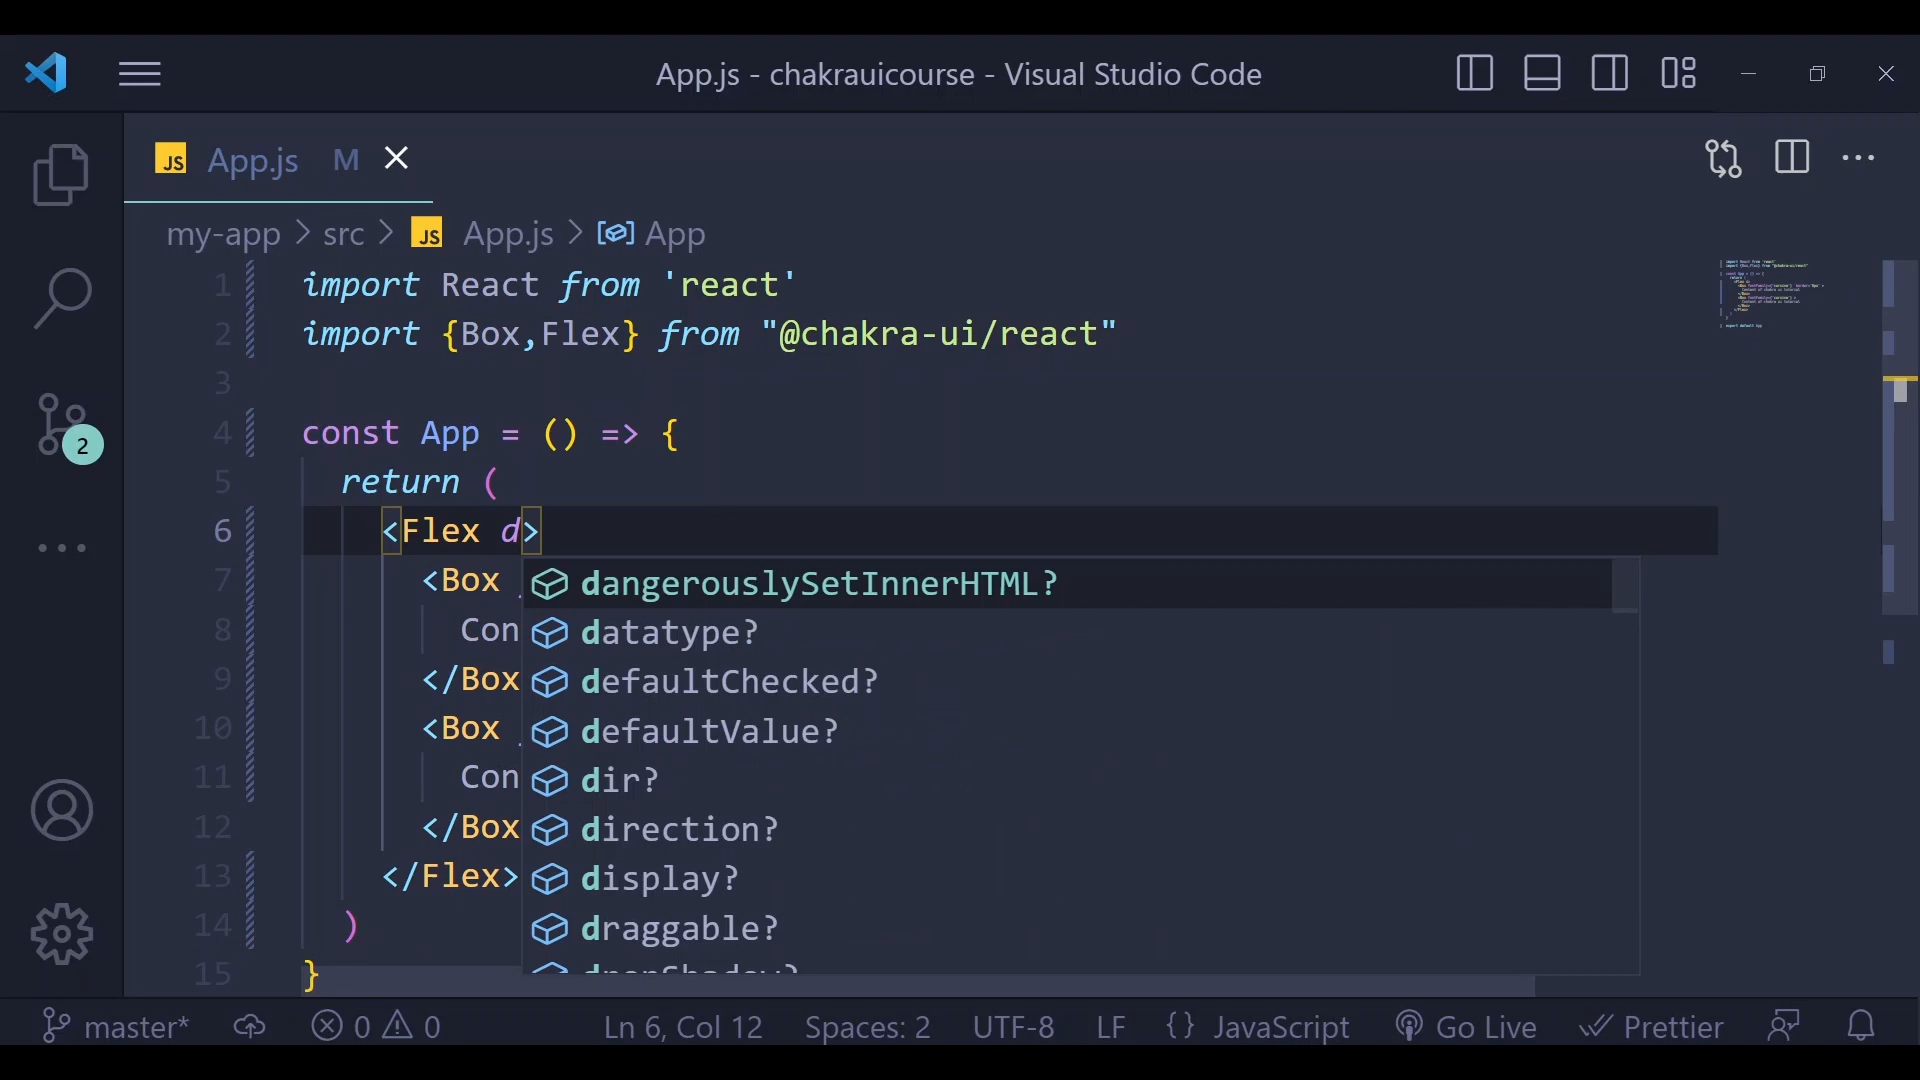 App.js - chakrauicourse - Visual Studio Code
JS App.js M
my-app > src > JS App.js > App
1 import React from 'react'
2 import {Box,Flex} from "@chakra-ui/react"
3
4 const App = () => {
5 return (
6 <Flex d>
7 <Box
dangerouslySetInnerHTML?
8 Con
datatype?
9 </Box
defaultChecked?
10 <Box
defaultValue?
11 Con
dir?
12 </Box
direction?
13 </Flex>
display?
14 )
draggable?
15 }
dropShadow?
2
master* 0 0 Ln 6, Col 12 Spaces: 2 UTF-8 LF {} JavaScript Go Live Prettier